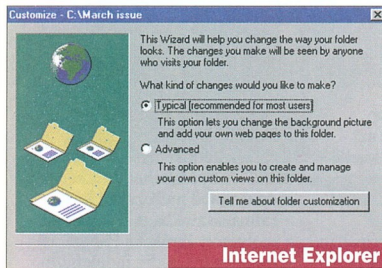 Customize - C:\March issue
This Wizard will help you change the way your folder
looks. The changes you make will be seen by anyone
who visits your folder.
What kind of changes would you like to make?
Typical [recommended for most users]
This option lets you change the background picture
and add your own web pages to this folder.
Advanced
This option enables you to create and manage
your own custom views on this folder.
Tell me about folder customization
Internet Explorer